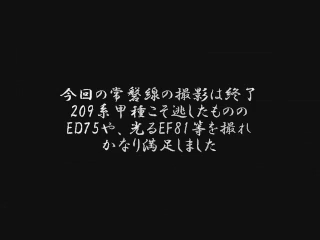 今回の常磐線の撮影は終了
209系甲種こそ逃したものの
ED75や、光るEF81等を撮れ
かなり満足しました